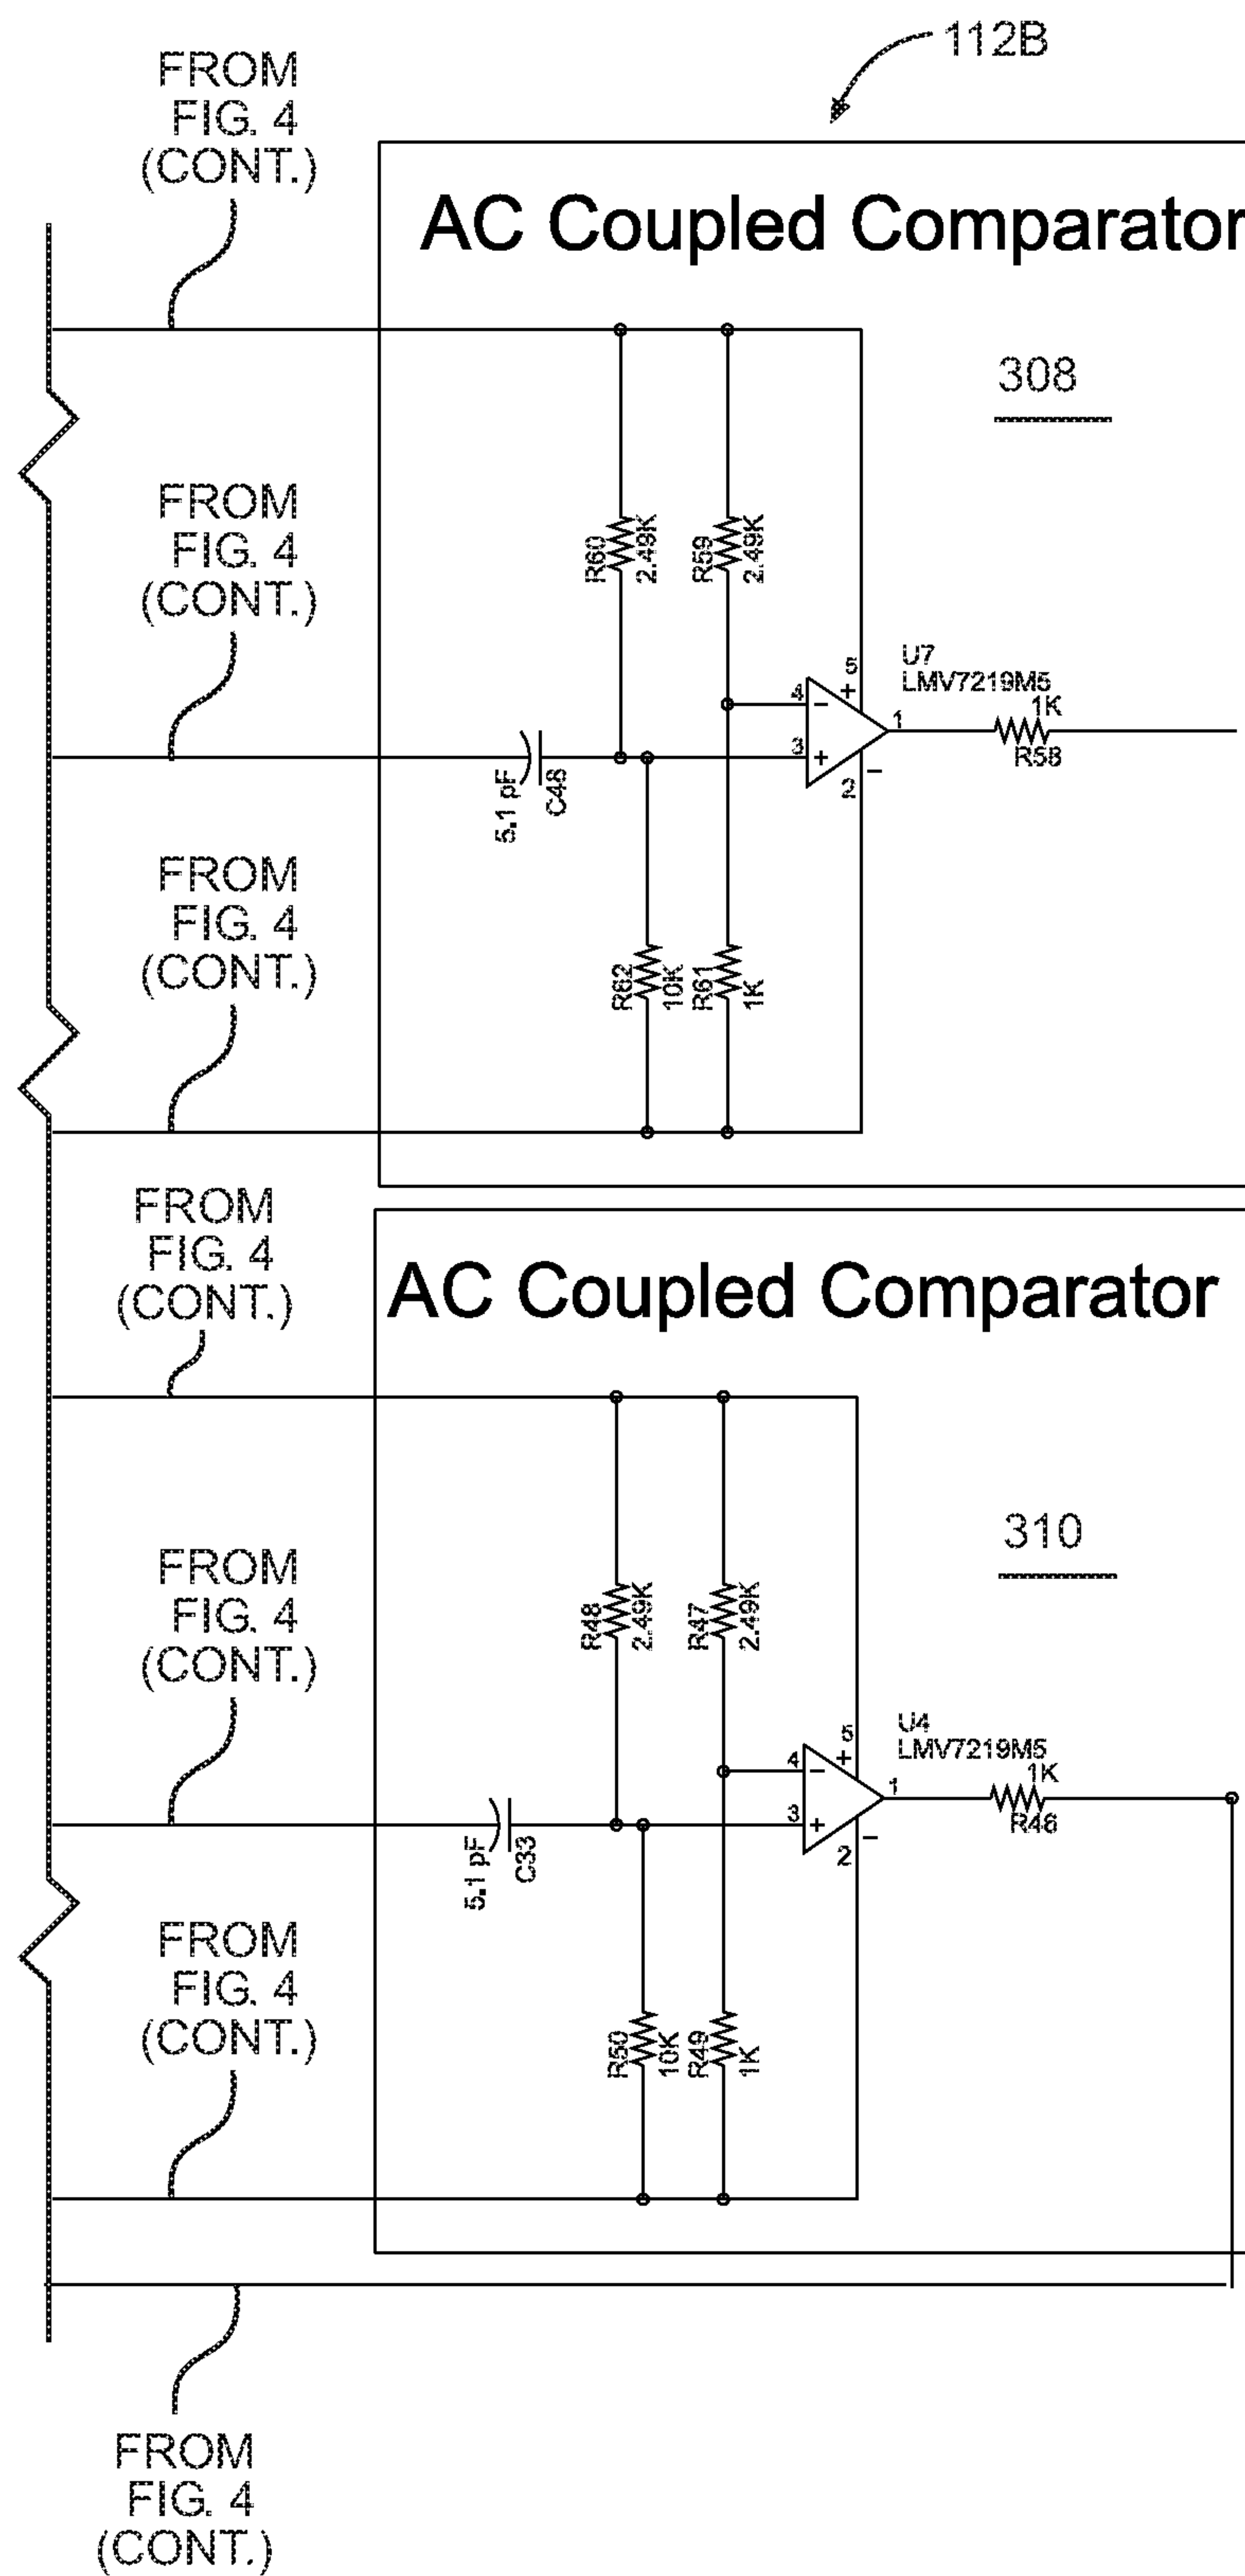 112B
FROM
FIG. 4
(CONT.)
AC Coupled Comparator
308
FROM
FIG. 4
(CONT.)
R60
2.49K
R59
2.49K
U7
LMV7219M5
5
4
+
-
3
+
1
2
-
1K
R58
5.1 pF
C48
FROM
FIG. 4
(CONT.)
R62
10K
R61
1K
FROM
FIG. 4
(CONT.)
AC Coupled Comparator
310
FROM
FIG. 4
(CONT.)
R48
2.49K
R47
2.49K
U4
LMV7219M5
5
4
+
-
3
+
1
2
-
1K
R46
5.1 pF
C33
FROM
FIG. 4
(CONT.)
R50
10K
R49
1K
FROM
FIG. 4
(CONT.)